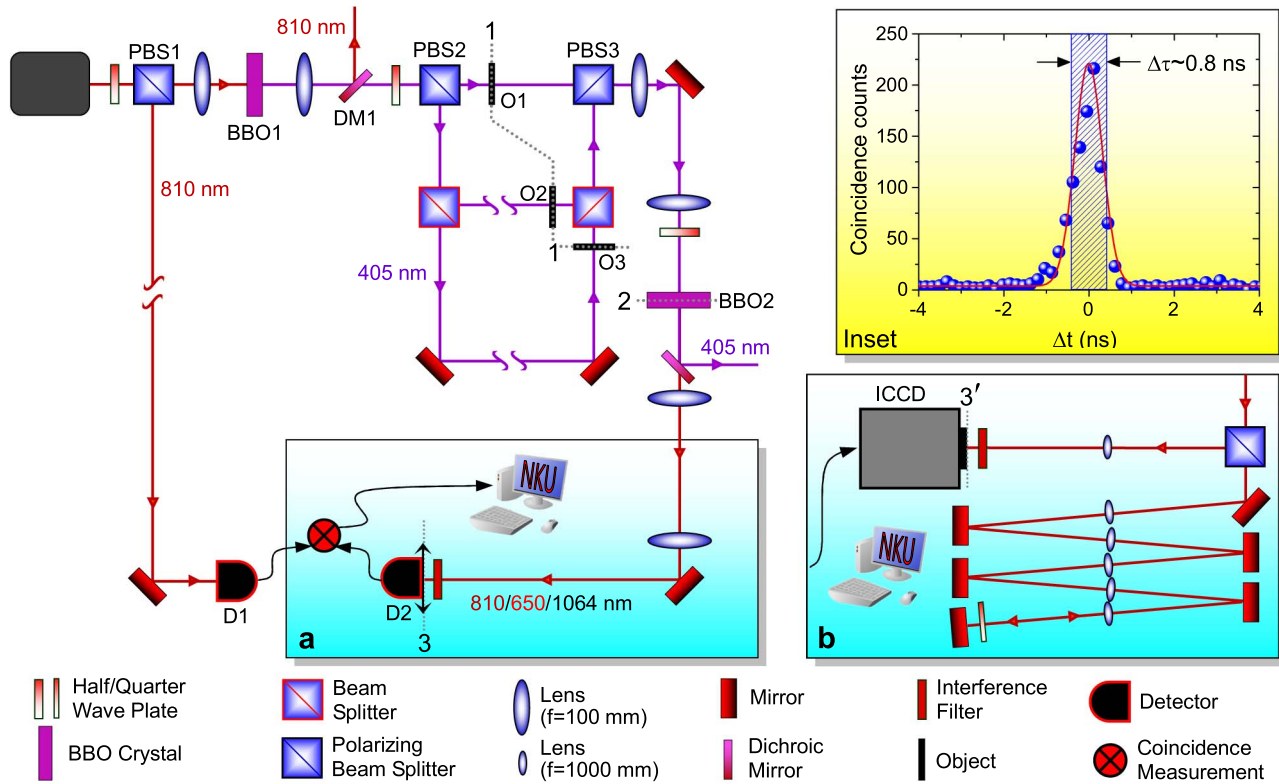 810 nm
PBS1
BBO1
DM1
PBS2
1
O1
PBS3
810 nm
O2
1
O3
405 nm
2
BBO2
405 nm
NKU
D1
D2
810/650/1064 nm
a
3
250
200
150
100
50
0
Coincidence counts
Δτ~0.8 ns
-4
-2
0
2
4
Inset
Δt (ns)
ICCD
3′
NKU
b
Half/Quarter
Wave Plate
BBO Crystal
Beam
Splitter
Polarizing
Beam Splitter
Lens
(f=100 mm)
Lens
(f=1000 mm)
Mirror
Dichroic
Mirror
Interference
Filter
Object
Detector
Coincidence
Measurement